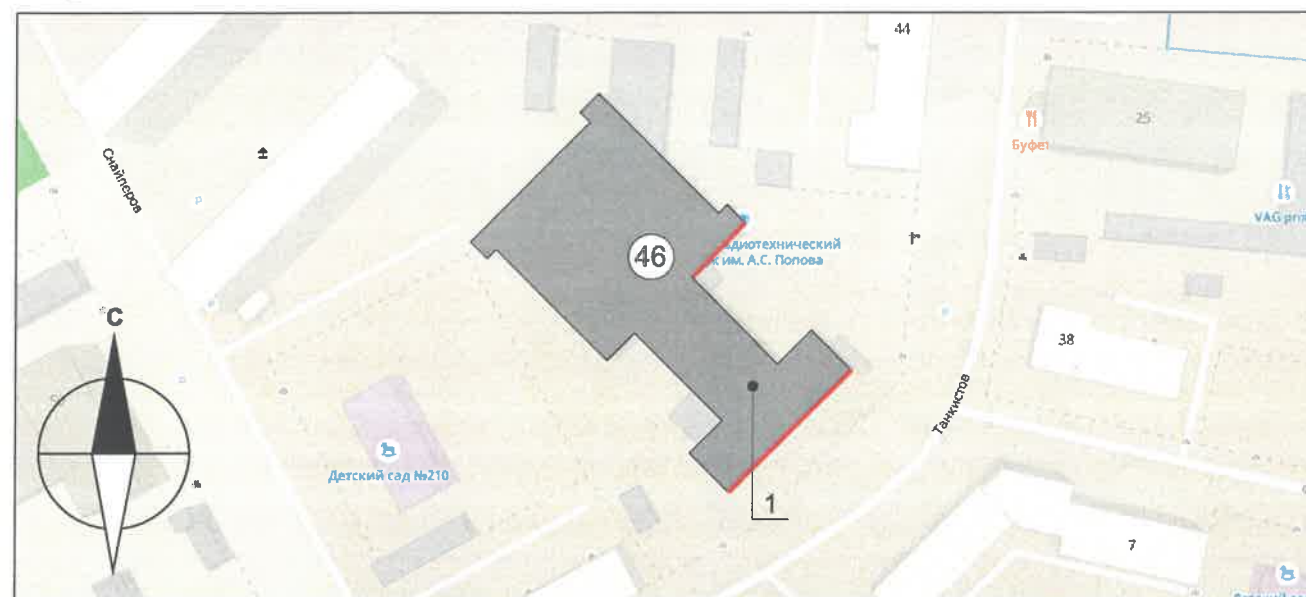 44
25
Буфет
Снайперов
P
VAG pro
46
адиотехнический
к им. А.С. Попова
P
С
38
Танкистов
Детский сад №210
1
7